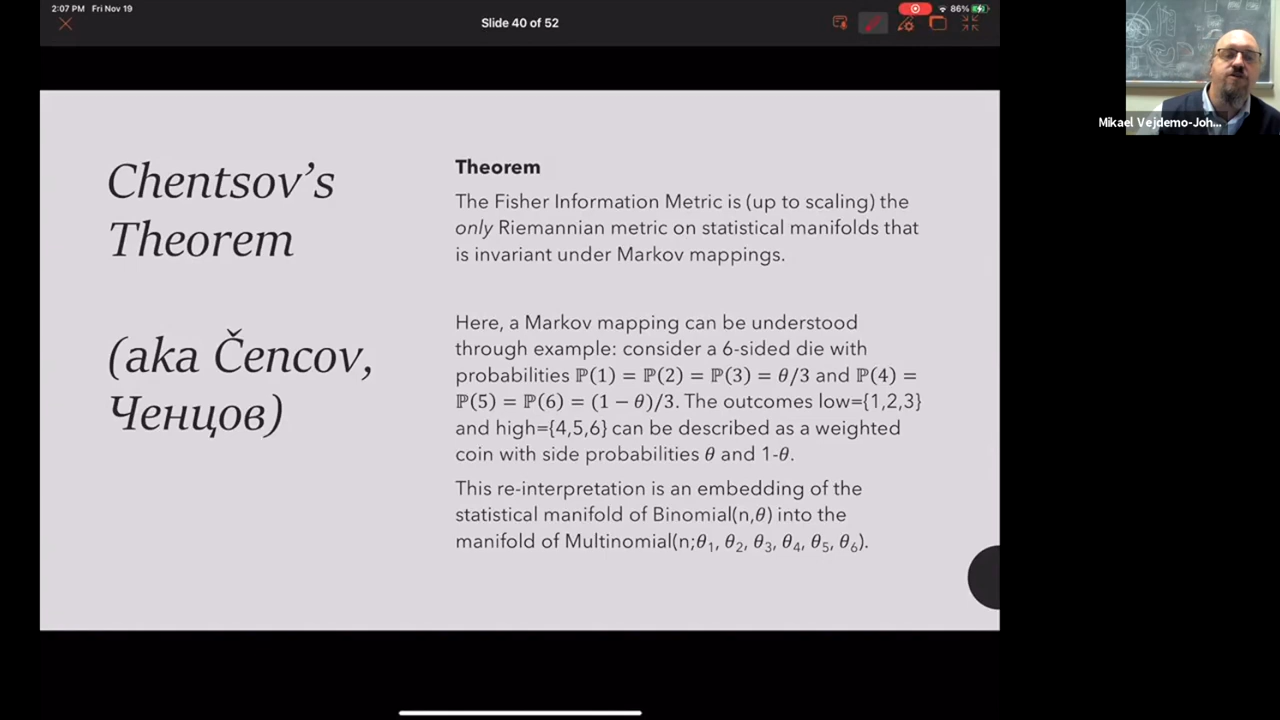 2:07 PM Fri Nov 19
Slide 40 of 52
86%
Mikael Vejdemo-Joh...
Chentsov's
Theorem
(aka Čencov,
Ченцов)
Theorem
The Fisher Information Metric is (up to scaling) the
only Riemannian metric on statistical manifolds that
is invariant under Markov mappings.
Here, a Markov mapping can be understood
through example: consider a 6-sided die with
probabilities ℙ(1) = ℙ(2) = ℙ(3) = θ/3 and ℙ(4) =
ℙ(5) = ℙ(6) = (1 − θ)/3. The outcomes low={1,2,3}
and high={4,5,6} can be described as a weighted
coin with side probabilities θ and 1-θ.
This re-interpretation is an embedding of the
statistical manifold of Binomial(n,θ) into the
manifold of Multinomial(n;θ₁, θ₂, θ₃, θ₄, θ₅, θ₆).